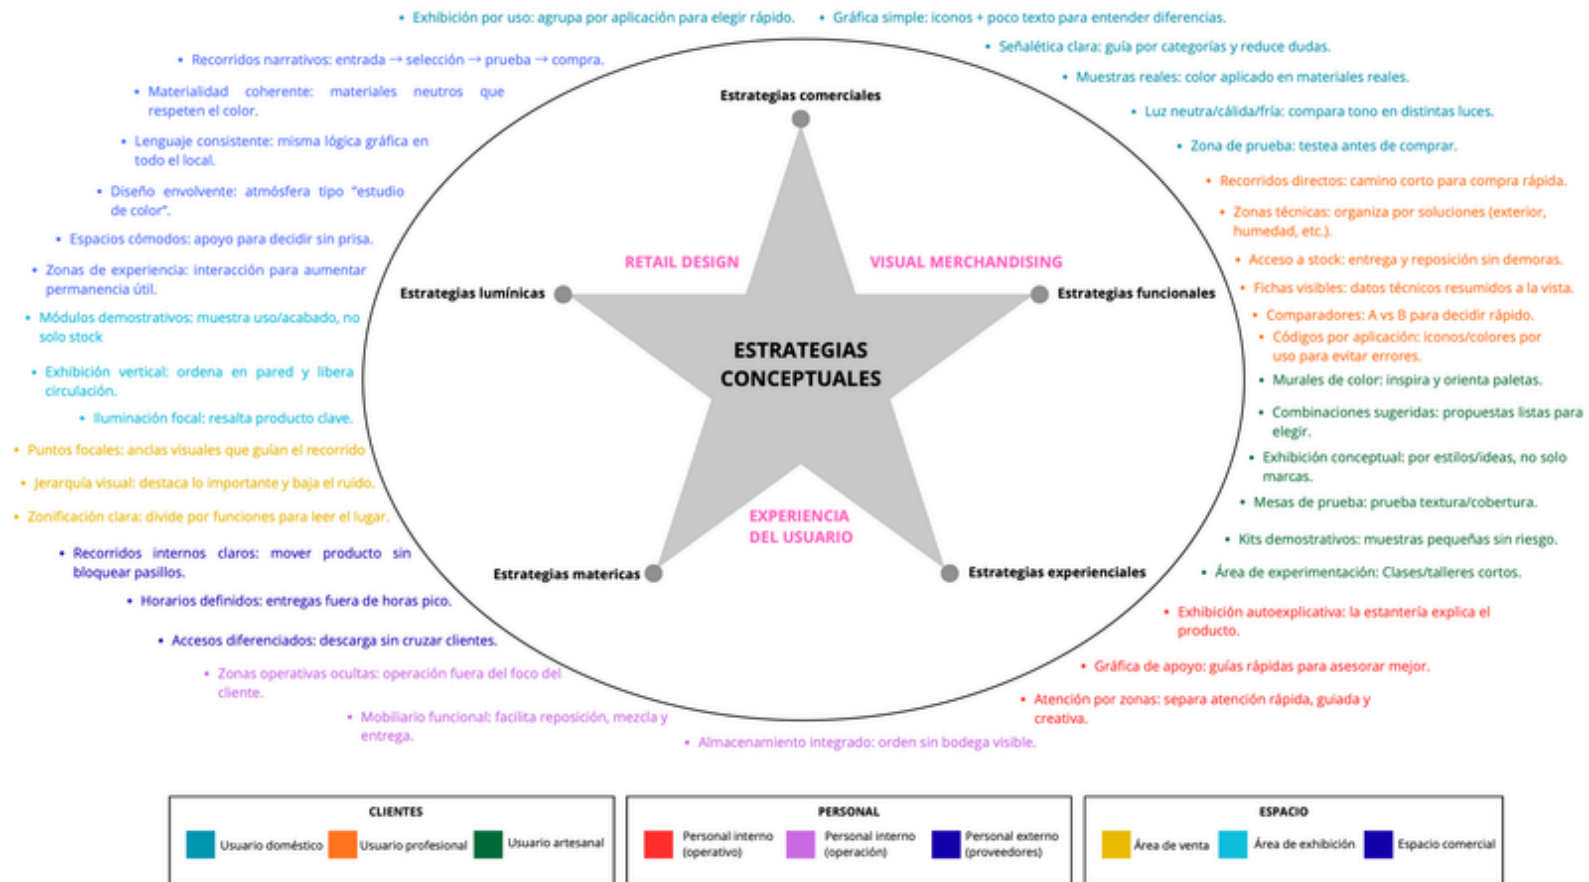 • Exhibición por uso: agrupa por aplicación para elegir rápido.
• Gráfica simple: iconos + poco texto para entender diferencias.
• Señalética clara: guía por categorías y reduce dudas.
• Muestras reales: color aplicado en materiales reales.
• Luz neutra/cálida/fría: compara tono en distintas luces.
• Zona de prueba: testea antes de comprar.
• Recorridos directos: camino corto para compra rápida.
• Zonas técnicas: organiza por soluciones (exterior,
humedad, etc.).
• Acceso a stock: entrega y reposición sin demoras.
• Fichas visibles: datos técnicos resumidos a la vista.
• Comparadores: A vs B para decidir rápido.
• Códigos por aplicación: iconos/colores por
uso para evitar errores.
• Murales de color: inspira y orienta paletas.
• Combinaciones sugeridas: propuestas listas para
elegir.
• Exhibición conceptual: por estilos/ideas, no solo
marcas.
• Mesas de prueba: prueba textura/cobertura.
• Kits demostrativos: muestras pequeñas sin riesgo.
• Área de experimentación: Clases/talleres cortos.
• Exhibición autoexplicativa: la estantería explica el
producto.
• Gráfica de apoyo: guías rápidas para asesorar mejor.
• Atención por zonas: separa atención rápida, guiada y
creativa.
• Recorridos narrativos: entrada → selección → prueba → compra.
• Materialidad coherente: materiales neutros que
respeten el color.
• Lenguaje consistente: misma lógica gráfica en
todo el local.
• Diseño envolvente: atmósfera tipo “estudio
de color”.
• Espacios cómodos: apoyo para decidir sin prisa.
• Zonas de experiencia: interacción para aumentar
permanencia útil.
• Módulos demostrativos: muestra uso/acabado, no
solo stock
• Exhibición vertical: ordena en pared y libera
circulación.
• Iluminación focal: resalta producto clave.
• Puntos focales: anclas visuales que guían el recorrido
• Jerarquía visual: destaca lo importante y baja el ruido.
• Zonificación clara: divide por funciones para leer el lugar.
• Recorridos internos claros: mover producto sin
bloquear pasillos.
• Horarios definidos: entregas fuera de horas pico.
• Accesos diferenciados: descarga sin cruzar clientes.
• Zonas operativas ocultas: operación fuera del foco del
cliente.
• Mobiliario funcional: facilita reposición, mezcla y
entrega.
• Almacenamiento integrado: orden sin bodega visible.
Estrategias comerciales
RETAIL DESIGN
VISUAL MERCHANDISING
Estrategias lumínicas
Estrategias funcionales
ESTRATEGIAS
CONCEPTUALES
EXPERIENCIA
DEL USUARIO
Estrategias matericas
Estrategias experienciales
CLIENTES
Usuario doméstico
Usuario profesional
Usuario artesanal
PERSONAL
Personal interno
(operativo)
Personal interno
(operación)
Personal externo
(proveedores)
ESPACIO
Área de venta
Área de exhibición
Espacio comercial